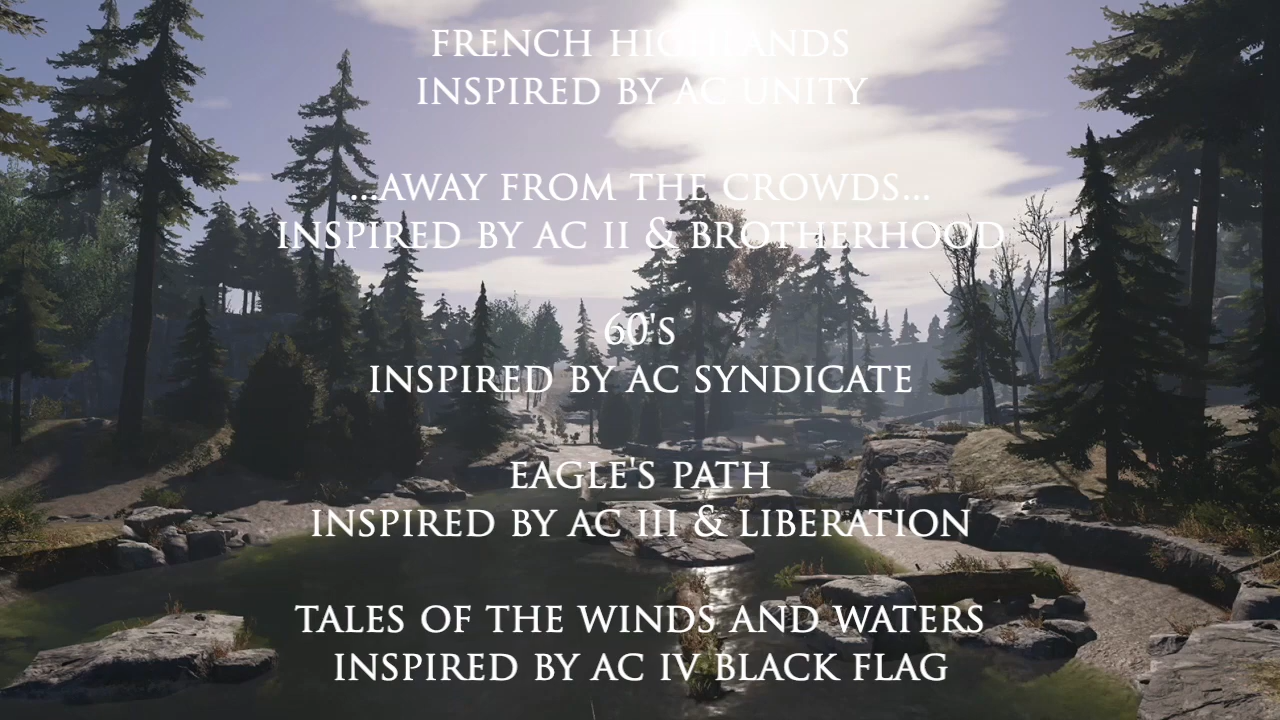 FRENCH HIGHLANDS
INSPIRED BY AC UNITY
...AWAY FROM THE CROWDS...
INSPIRED BY AC II & BROTHERHOOD
60'S
INSPIRED BY AC SYNDICATE
EAGLE'S PATH
INSPIRED BY AC III & LIBERATION
TALES OF THE WINDS AND WATERS
INSPIRED BY AC IV BLACK FLAG